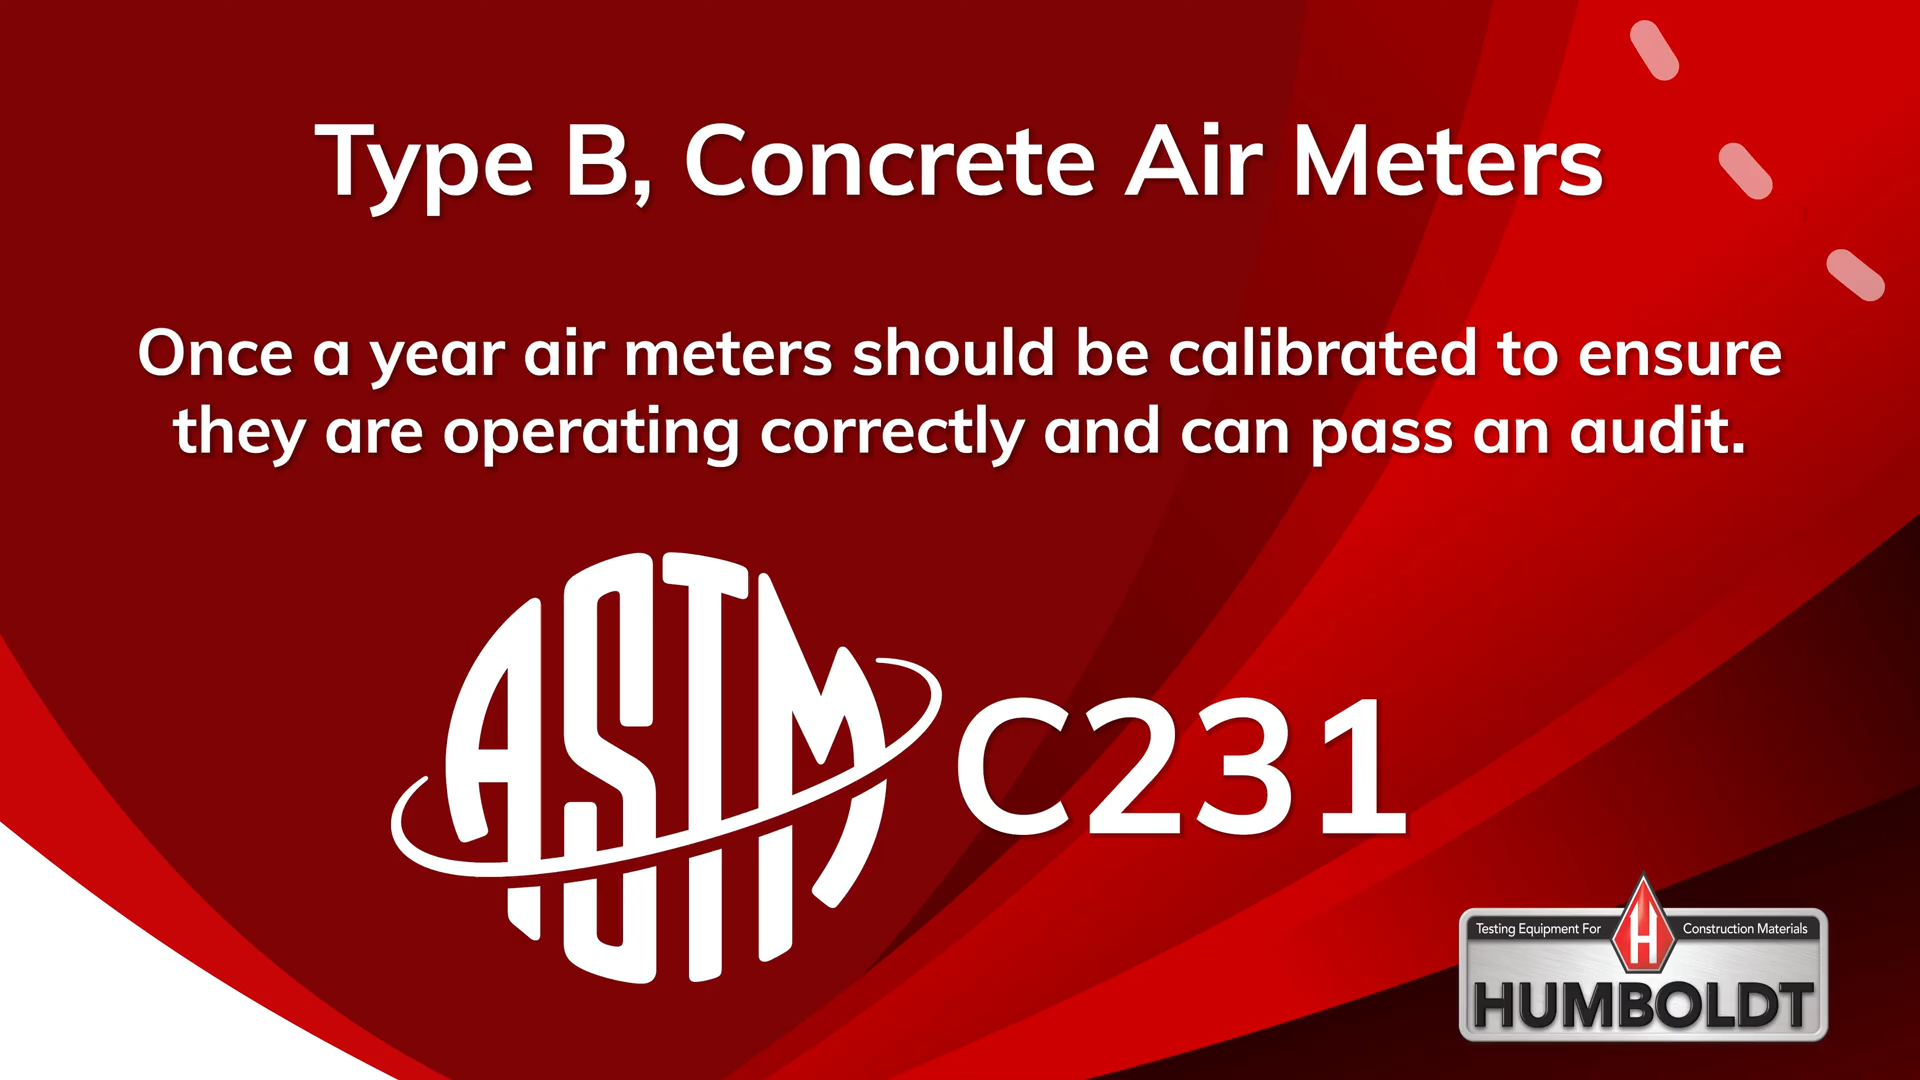 Type B, Concrete Air Meters
Once a year air meters should be calibrated to ensure
they are operating correctly and can pass an audit.
ASTM C231
Testing Equipment For H Construction Materials
HUMBOLDT